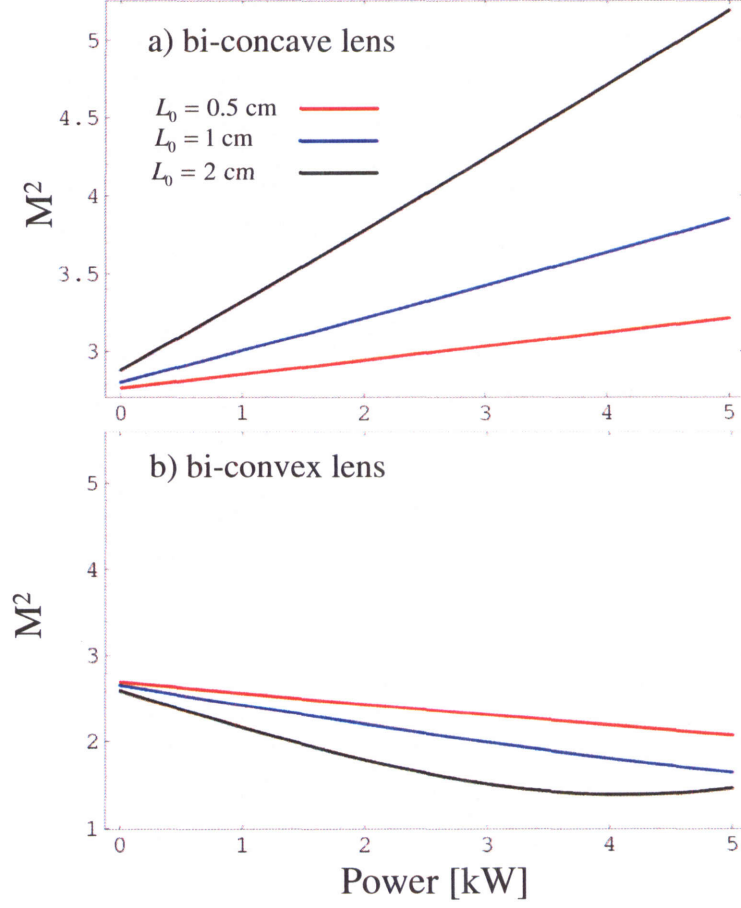 a) bi-concave lens
L₀ = 0.5 cm
L₀ = 1 cm
L₀ = 2 cm
M²
5
4.5
4
3.5
3
0 1 2 3 4 5
b) bi-convex lens
M²
5
4
3
2
1
0 1 2 3 4 5
Power [kW]